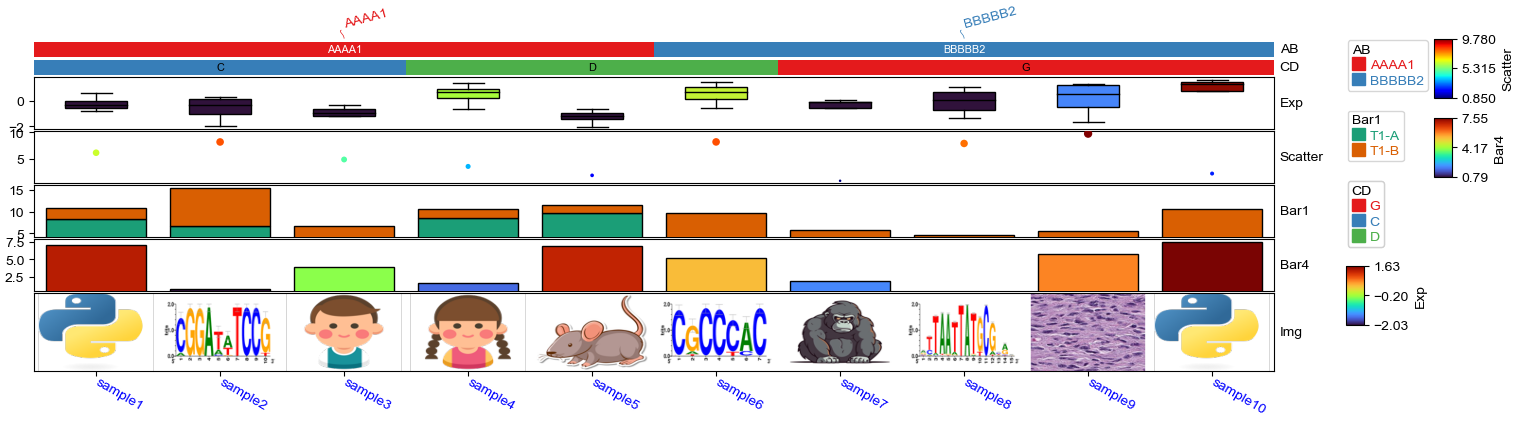 AAAA1
BBBBB2
AAAA1
BBBBB2
AB
C
D
G
CD
0
-2
Exp
10
5
Scatter
15
10
5
Bar1
7.5
5.0
2.5
Bar4
CGGA TCCG
CGCCCAC
TAATTATGCG
Img
sample1
sample2
sample3
sample4
sample5
sample6
sample7
sample8
sample9
sample10
AB
AAAA1
BBBBB2
Bar1
T1-A
T1-B
CD
G
C
D
1.63
−0.20
−2.03
Exp
9.780
5.315
0.850
Scatter
7.55
4.17
0.79
Bar4